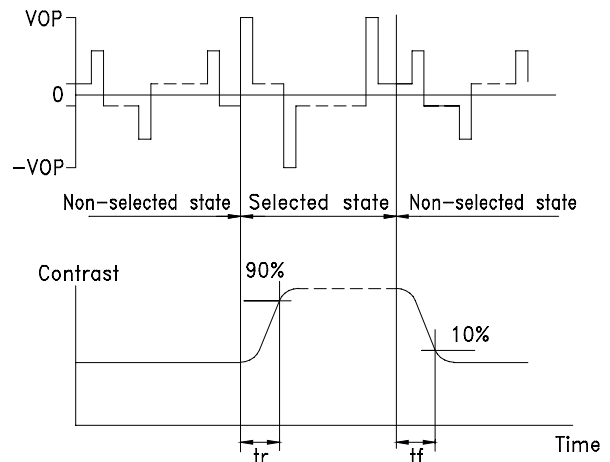 VOP
0
-VOP
Non-selected state
Selected state
Non-selected state
Contrast
90%
10%
Time
tr
tf